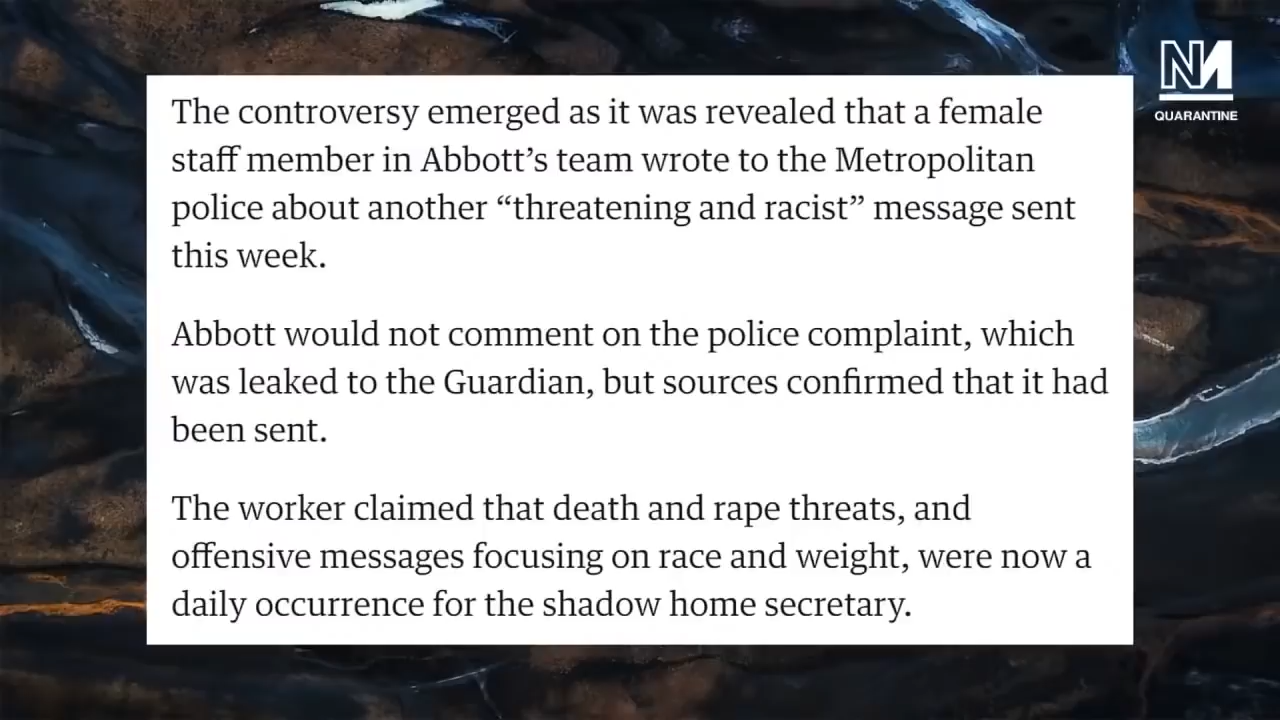 NM
QUARANTINE
The controversy emerged as it was revealed that a female
staff member in Abbott’s team wrote to the Metropolitan
police about another “threatening and racist” message sent
this week.
Abbott would not comment on the police complaint, which
was leaked to the Guardian, but sources confirmed that it had
been sent.
The worker claimed that death and rape threats, and
offensive messages focusing on race and weight, were now a
daily occurrence for the shadow home secretary.